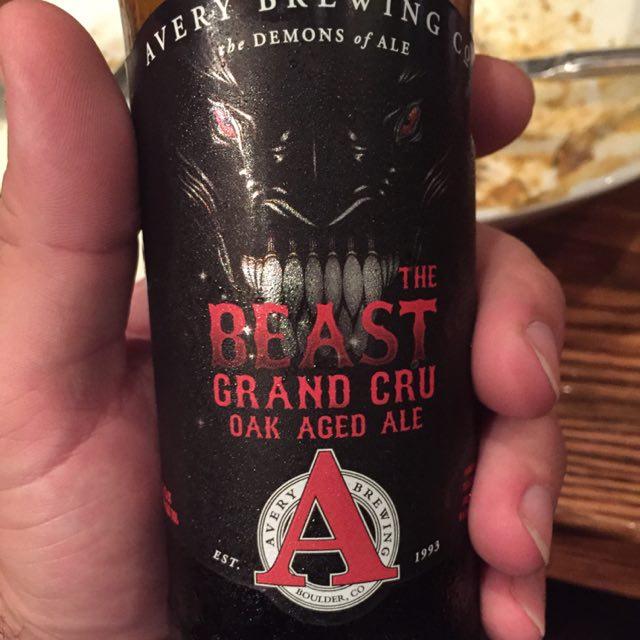 AVERY BREWING CO
the DEMONS of ALE
THE
BEAST
GRAND CRU
OAK AGED ALE
AVERY BREWING
EST. 1993
BOULDER, CO